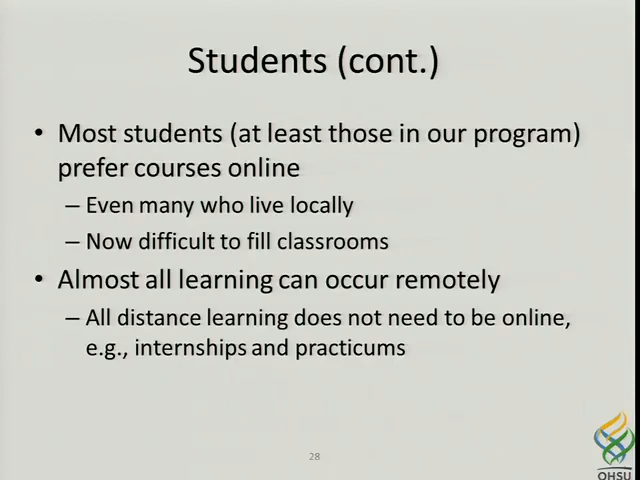 Students (cont.)
• Most students (at least those in our program)
prefer courses online
– Even many who live locally
– Now difficult to fill classrooms
• Almost all learning can occur remotely
– All distance learning does not need to be online,
e.g., internships and practicums
28
OHSU